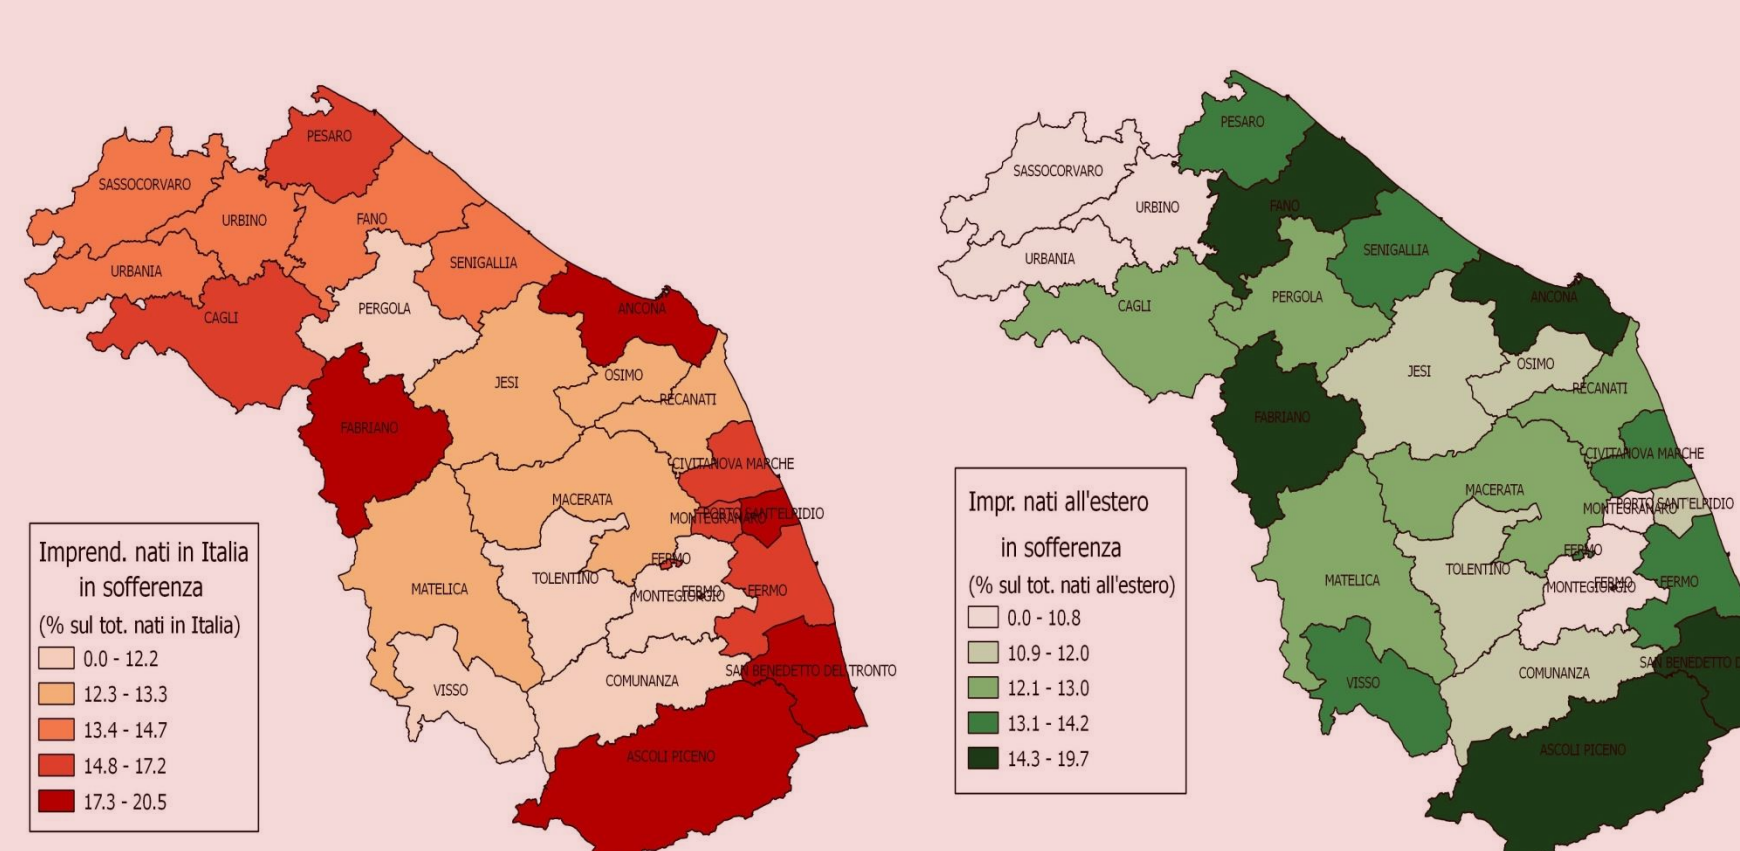 PESARO
SASSOCORVARO
URBINO
FANO
URBANIA
SENIGALLIA
CAGLI
PERGOLA
ANCONA
JESI
OSIMO
RECANATI
FABRIANO
CIVITANOVA MARCHE
MACERATA
MONTEGRANARO
PORTO SANT'ELPIDIO
FERMO
TOLENTINO
MATELICA
MONTEGIORGIO
FERMO
FERMO
SAN BENEDETTO DEL TRONTO
COMUNANZA
VISSO
ASCOLI PICENO
Imprend. nati in Italia
in sofferenza
(% sul tot. nati in Italia)
0.0 - 12.2
12.3 - 13.3
13.4 - 14.7
14.8 - 17.2
17.3 - 20.5
PESARO
SASSOCORVARO
URBINO
FANO
URBANIA
SENIGALLIA
CAGLI
PERGOLA
ANCONA
JESI
OSIMO
RECANATI
FABRIANO
CIVITANOVA MARCHE
MACERATA
MONTEGRANARO
PORTO SANT'ELPIDIO
FERMO
TOLENTINO
MATELICA
MONTEGIORGIO
FERMO
FERMO
SAN BENEDETTO D
COMUNANZA
VISSO
ASCOLI PICENO
Impr. nati all'estero
in sofferenza
(% sul tot. nati all'estero)
0.0 - 10.8
10.9 - 12.0
12.1 - 13.0
13.1 - 14.2
14.3 - 19.7